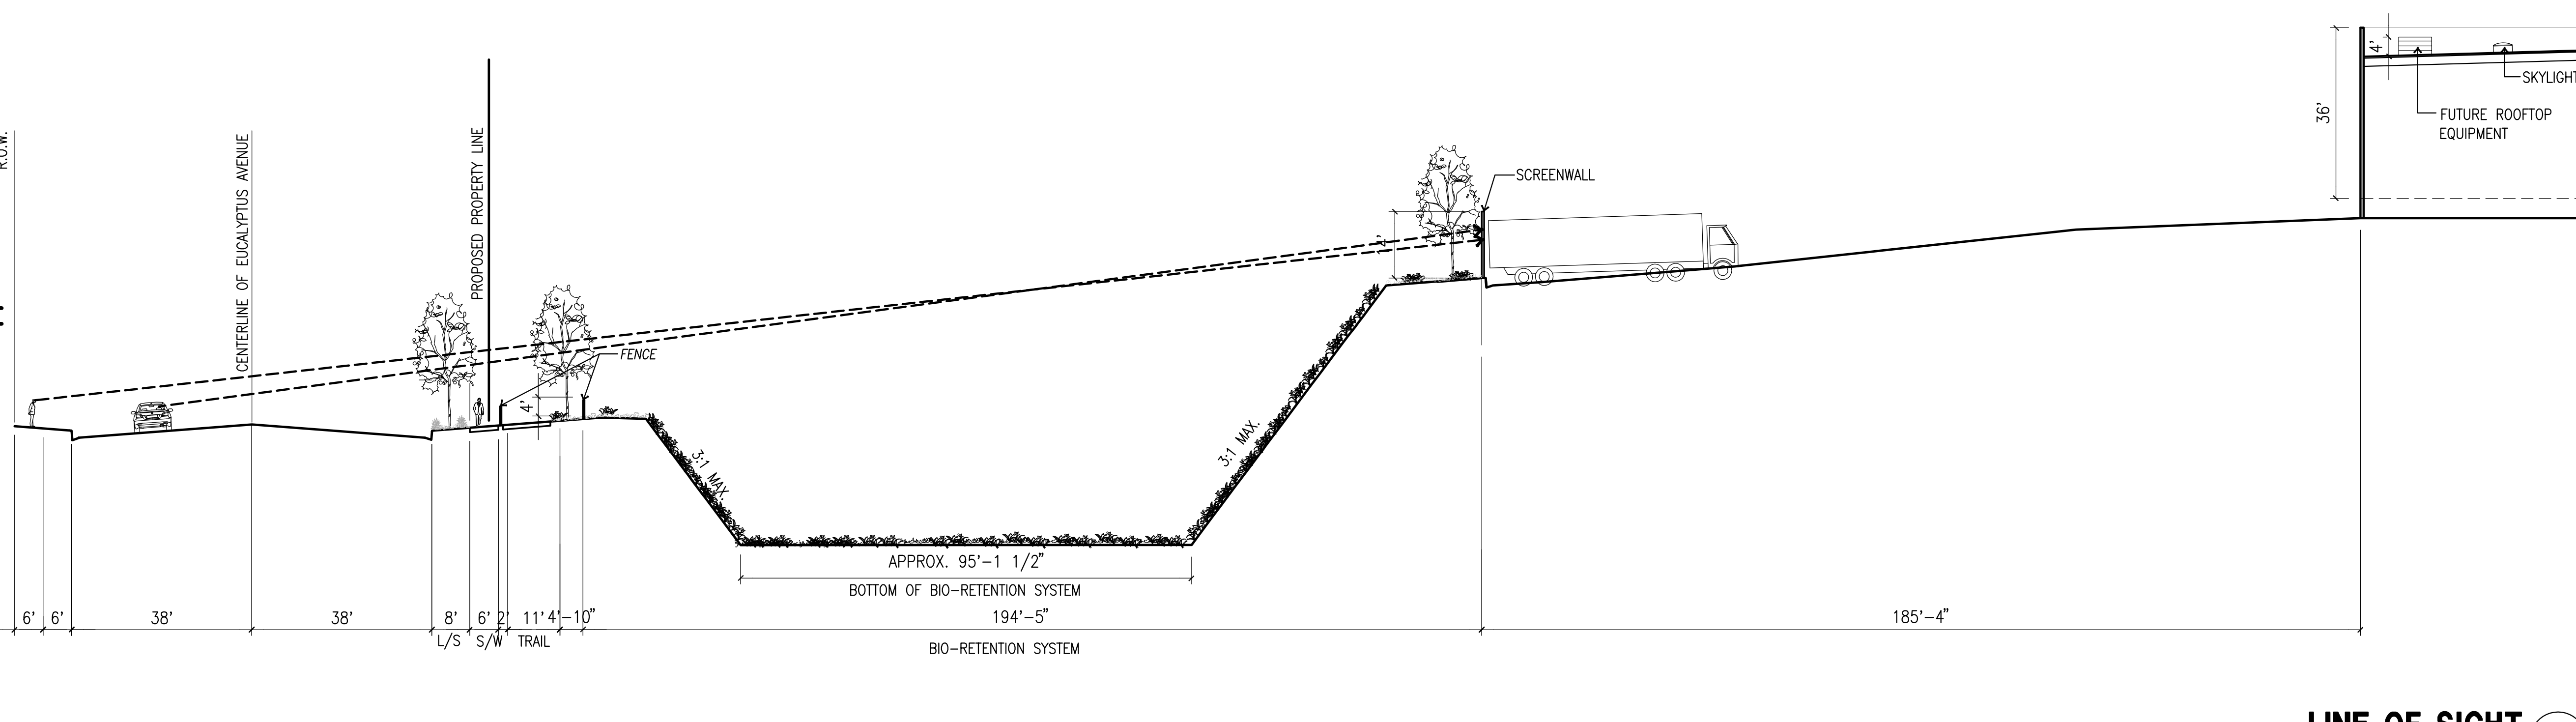 R.O.W.
CENTERLINE OF EUCALYPTUS AVENUE
PROPOSED PROPERTY LINE
FENCE
4'
3:1 MAX.
3:1 MAX.
SCREENWALL
36'
4'
SKYLIGHT
FUTURE ROOFTOP
EQUIPMENT
APPROX. 95'-1 1/2"
BOTTOM OF BIO-RETENTION SYSTEM
6' 6' 38' 38' 8' 6' 2' 11' 4'-10" 194'-5" 185'-4"
L/S S/W TRAIL
BIO-RETENTION SYSTEM
LINE OF SIGHT